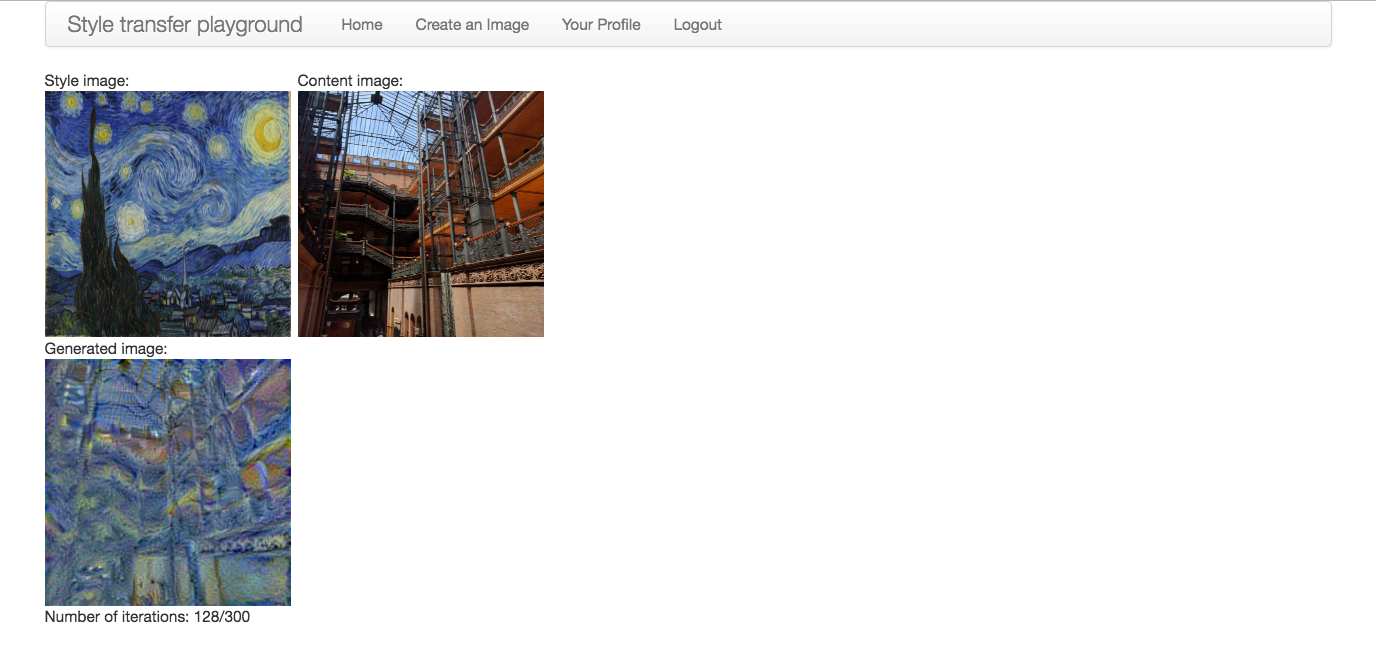 Style transfer playground Home Create an Image Your Profile Logout
Style image: Content image:
Generated image:
Number of iterations: 128/300